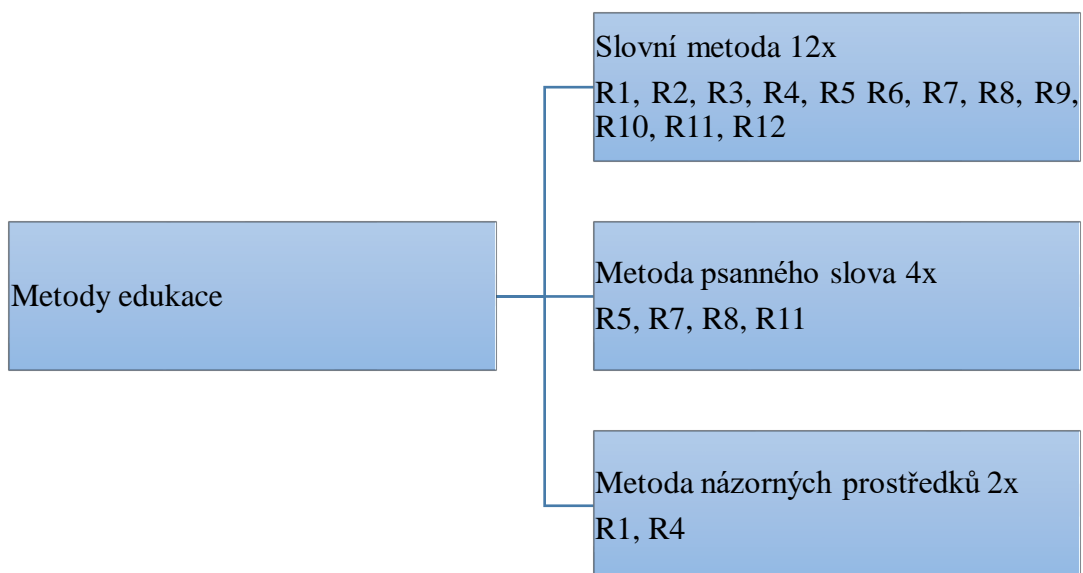 Slovní metoda 12x
R1, R2, R3, R4, R5 R6, R7, R8, R9,
R10, R11, R12
Metody edukace
Metoda psanného slova 4x
R5, R7, R8, R11
Metoda názorných prostředků 2x
R1, R4